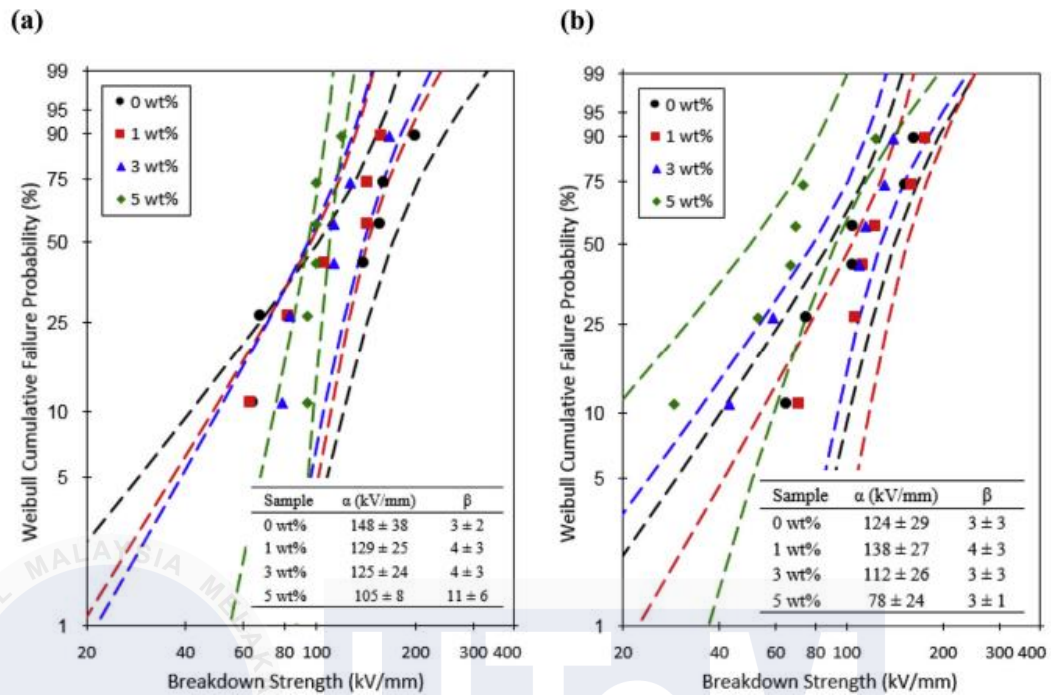 (a)
Weibull Cumulative Failure Probability (%)
99
95
90
75
50
25
10
5
1
0 wt%
1 wt%
3 wt%
5 wt%
Sample α (kV/mm) β
0 wt% 148 ± 38 3 ± 2
1 wt% 129 ± 25 4 ± 3
3 wt% 125 ± 24 4 ± 3
5 wt% 105 ± 8 11 ± 6
20 40 60 80 100 200 300 400
Breakdown Strength (kV/mm)
(b)
Weibull Cumulative Failure Probability (%)
99
95
90
75
50
25
10
5
1
0 wt%
1 wt%
3 wt%
5 wt%
Sample α (kV/mm) β
0 wt% 124 ± 29 3 ± 3
1 wt% 138 ± 27 4 ± 3
3 wt% 112 ± 26 3 ± 3
5 wt% 78 ± 24 3 ± 1
20 40 60 80 100 200 300 400
Breakdown Strength (kV/mm)
MALAYSIA